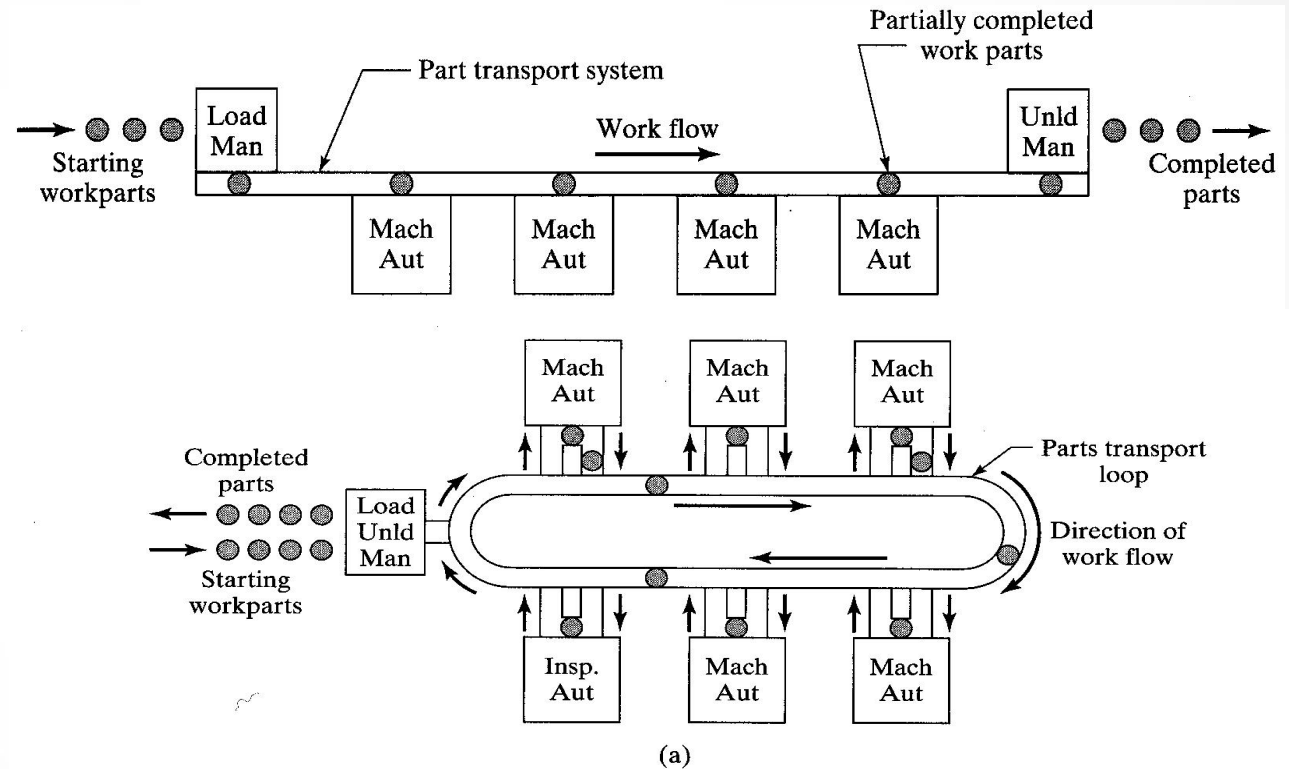 Partially completed
work parts
Part transport system
Load
Man
Work flow
Unld
Man
Starting
workparts
Completed
parts
Mach
Aut
Mach
Aut
Mach
Aut
Mach
Aut
Mach
Aut
Mach
Aut
Mach
Aut
Completed
parts
Parts transport
loop
Load
Unld
Man
Direction of
work flow
Starting
workparts
Insp.
Aut
Mach
Aut
Mach
Aut
(a)